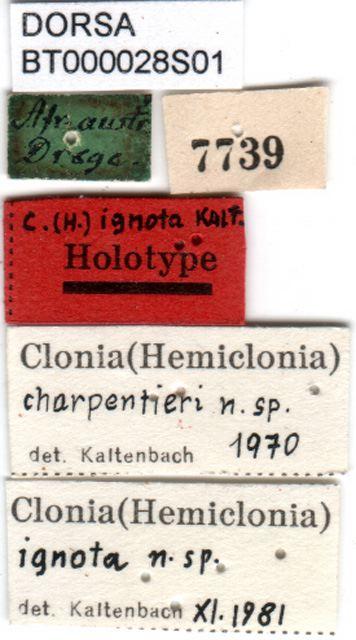 DORSA
BT000028S01
Afr. austr.
Drège.
7739
C.(H.) ignota KALT.
Holotype
Clonia(Hemiclonia)
charpentieri n.sp.
1970
det. Kaltenbach
Clonia(Hemiclonia)
ignota n.sp.
det. Kaltenbach XI.1981